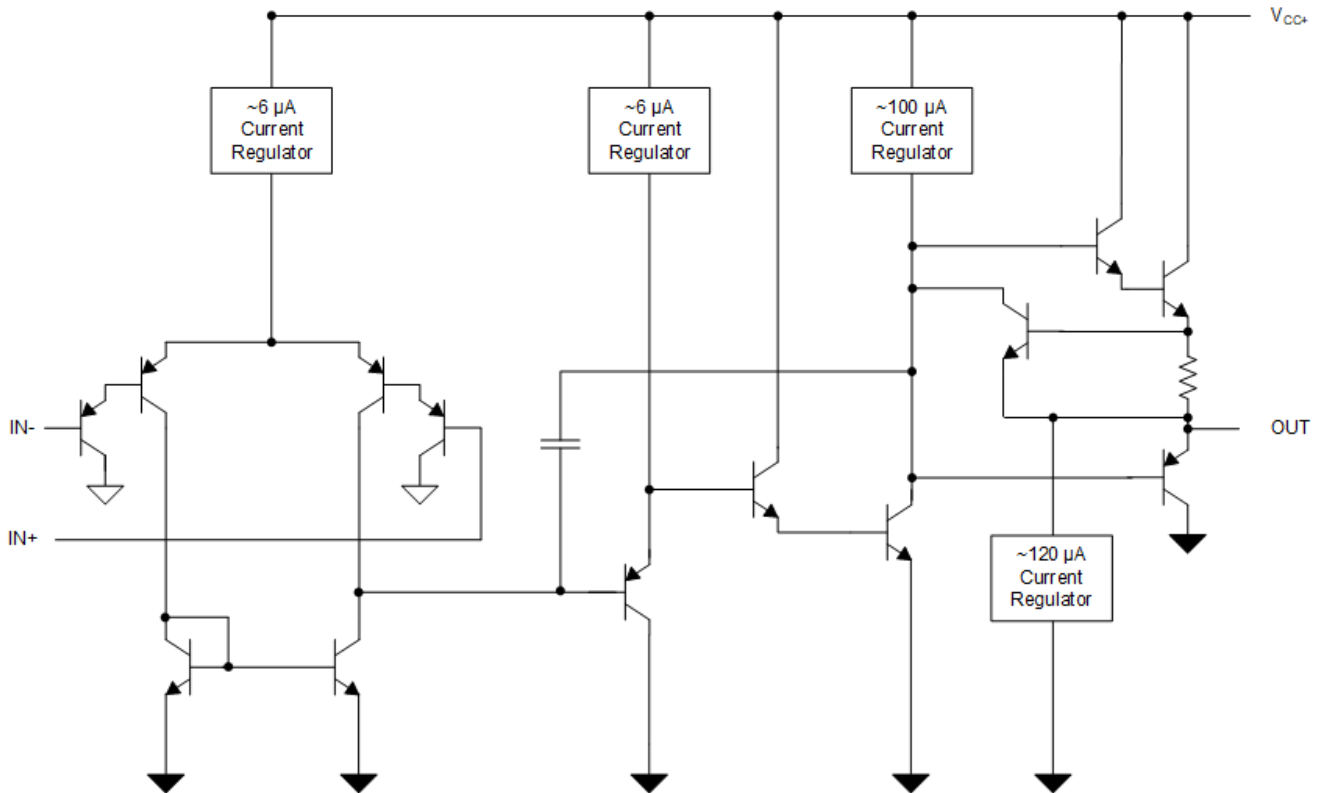 V_CC+
~6 µA
Current
Regulator
~6 µA
Current
Regulator
~100 µA
Current
Regulator
IN-
OUT
IN+
~120 µA
Current
Regulator